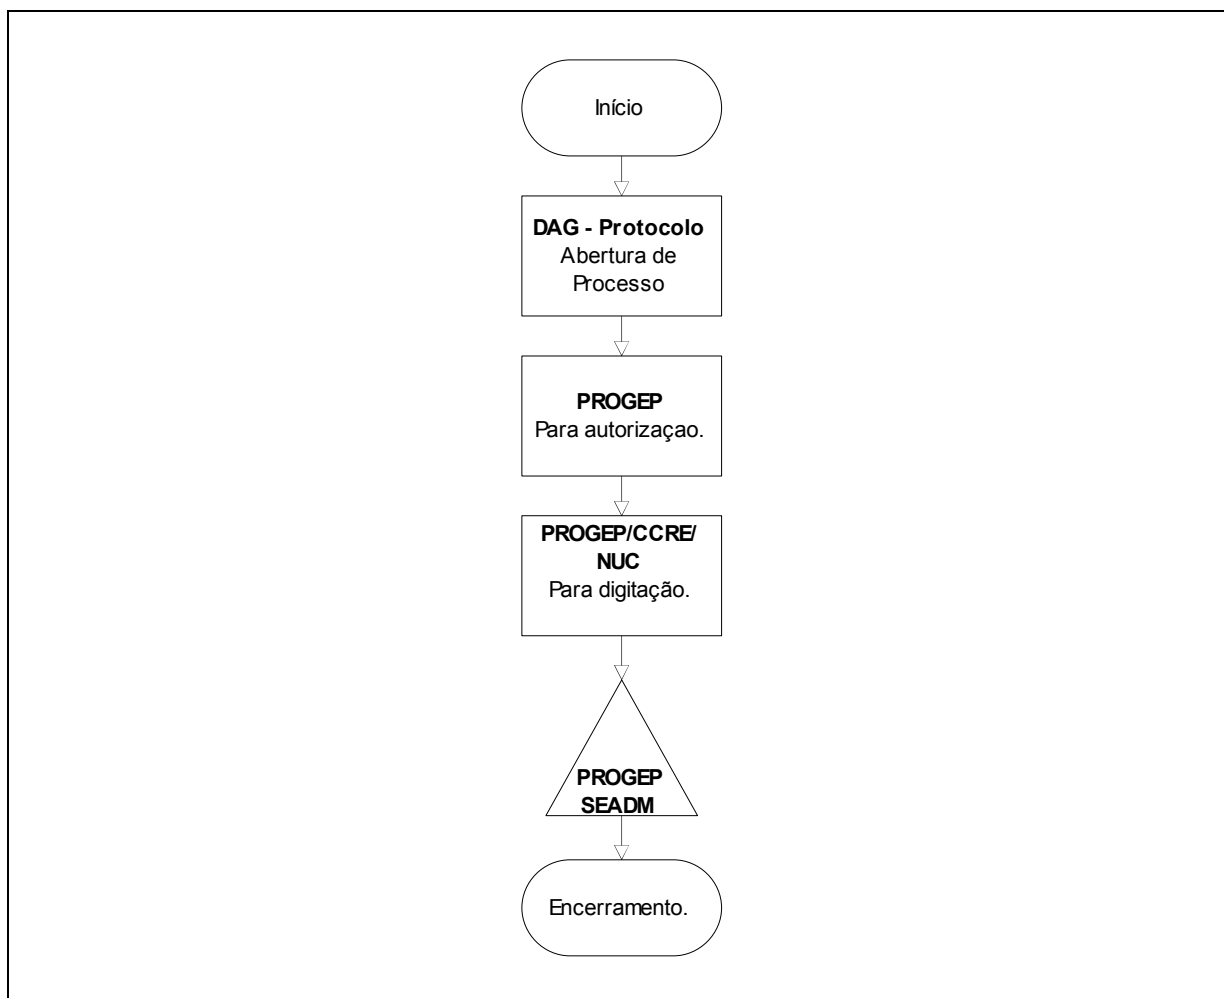 Início
DAG - Protocolo
Abertura de
Processo
PROGEP
Para autorizaçao.
PROGEP/CCRE/
NUC
Para digitação.
PROGEP
SEADM
Encerramento.